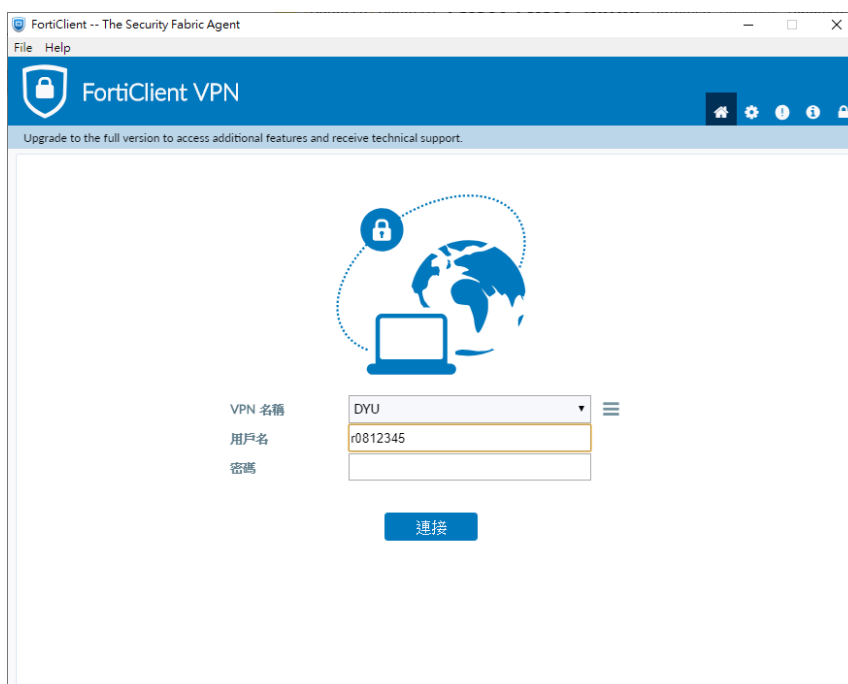 FortiClient -- The Security Fabric Agent
File Help
FortiClient VPN
Upgrade to the full version to access additional features and receive technical support.
VPN 名稱 DYU
用戶名 r0812345
密碼
連接